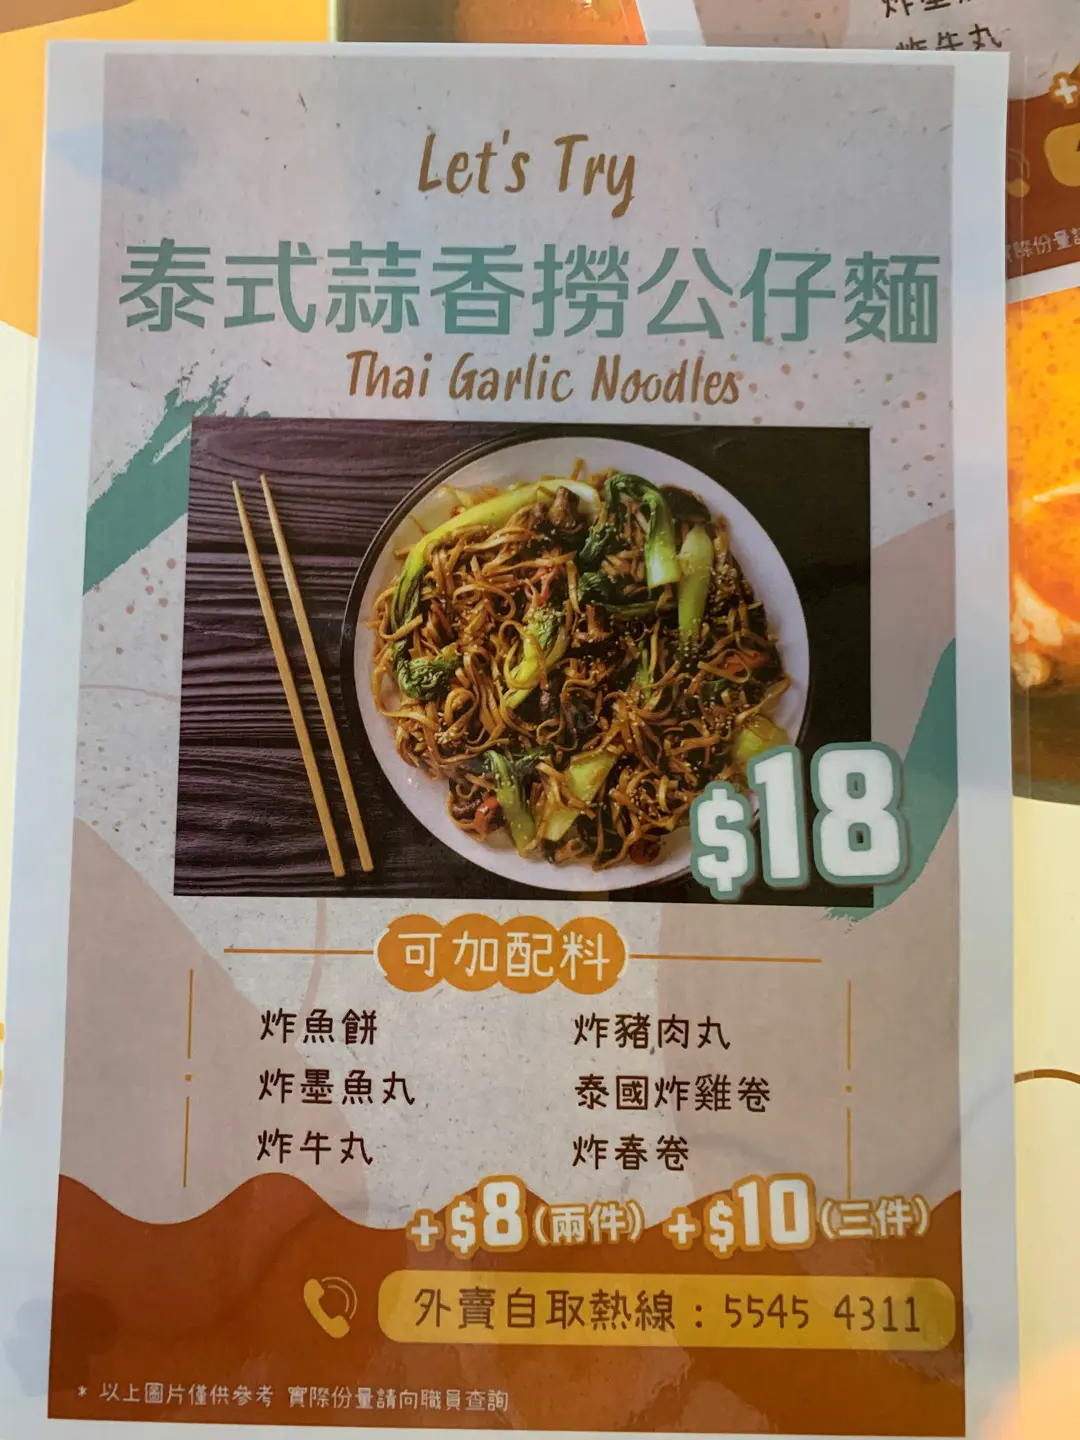 炸牛丸
Let's Try
泰式蒜香撈公仔麵
Thai Garlic Noodles
$18
可加配料
炸魚餅 炸豬肉丸
炸墨魚丸 泰國炸雞卷
炸牛丸 炸春卷
+$8(兩件) +$10(三件)
外賣自取熱線：5545 4311
* 以上圖片僅供參考 實際份量請向職員查詢